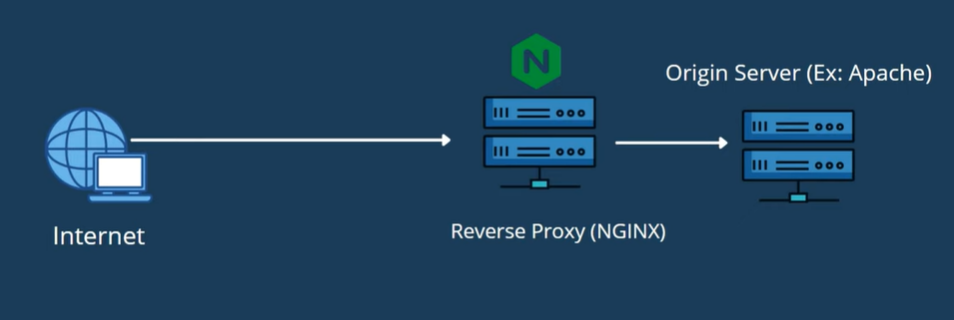 N
Origin Server (Ex: Apache)
Internet
Reverse Proxy (NGINX)